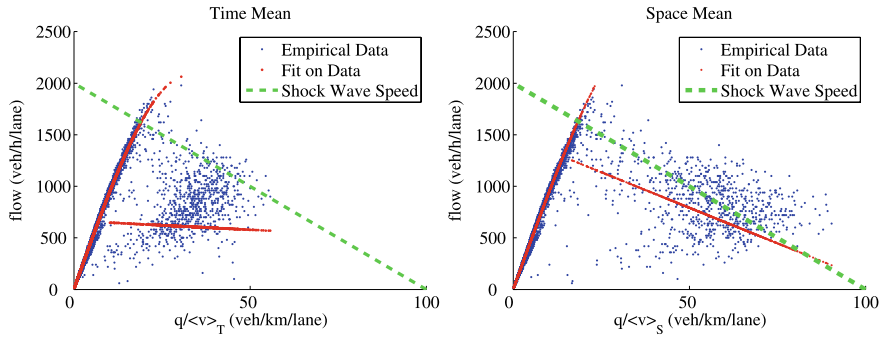 Time Mean
2500
2000
1500
1000
500
0
0
50
100
flow (veh/h/lane)
q/<v>_T (veh/km/lane)
Empirical Data
Fit on Data
Shock Wave Speed
Space Mean
2500
2000
1500
1000
500
0
0
50
100
flow (veh/h/lane)
q/<v>_S (veh/km/lane)
Empirical Data
Fit on Data
Shock Wave Speed